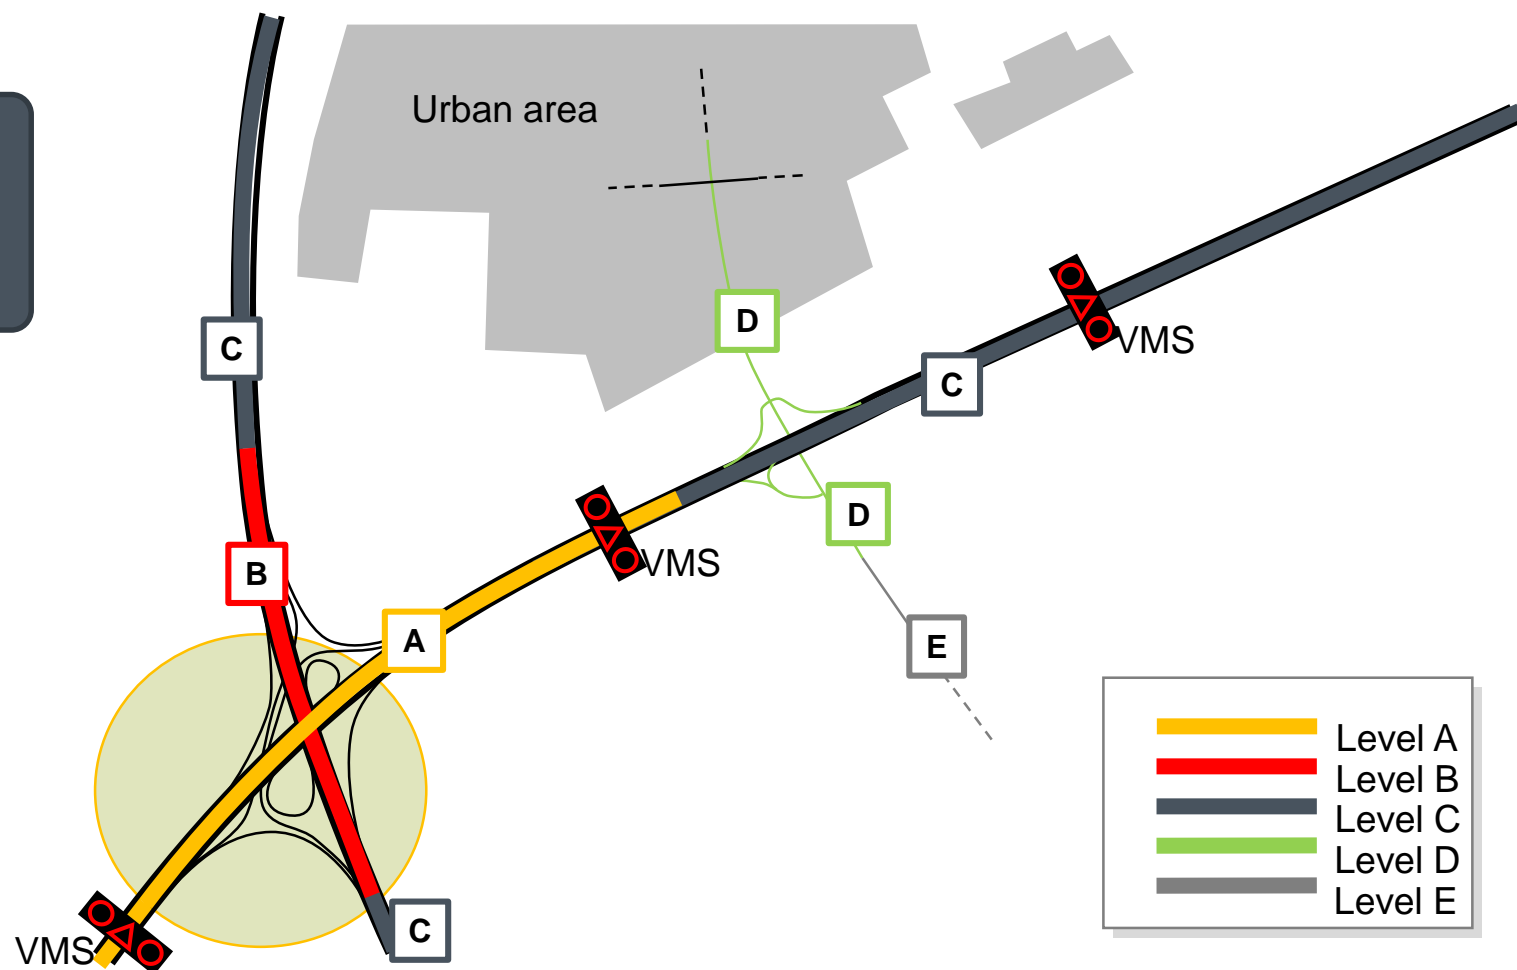 Urban area
D
C
VMS
C
D
VMS
B
A
E
Level A
Level B
Level C
Level D
Level E
C
VMS